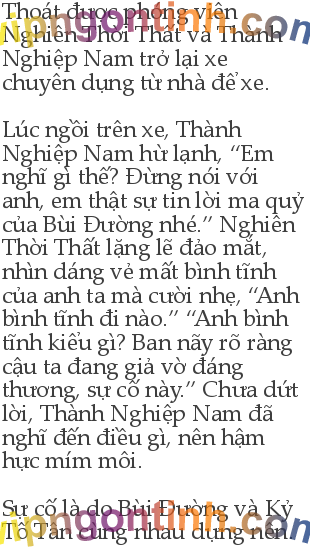 Thoát được phóng viên
Nghiên Thời Thất và Thành
Nghiệp Nam trở lại xe
chuyên dụng từ nhà để xe.
Lúc ngồi trên xe, Thành
Nghiệp Nam hừ lạnh, “Em
nghĩ gì thế? Đừng nói với
anh, em thật sự tin lời ma quỷ
của Bùi Đường nhé.” Nghiên
Thời Thất lặng lẽ đảo mắt,
nhìn dáng vẻ mất bình tĩnh
của anh ta mà cười nhẹ, “Anh
bình tĩnh đi nào.” “Anh bình
tĩnh kiểu gì? Ban nãy rõ ràng
cậu ta đang giả vờ đáng
thương, sự cố này.” Chưa dứt
lời, Thành Nghiệp Nam đã
nghĩ đến điều gì, nên hậm
hực mím môi.
Sự cố là do Bùi Đường và Kỷ
Tố Tân cùng nhau dựng nên